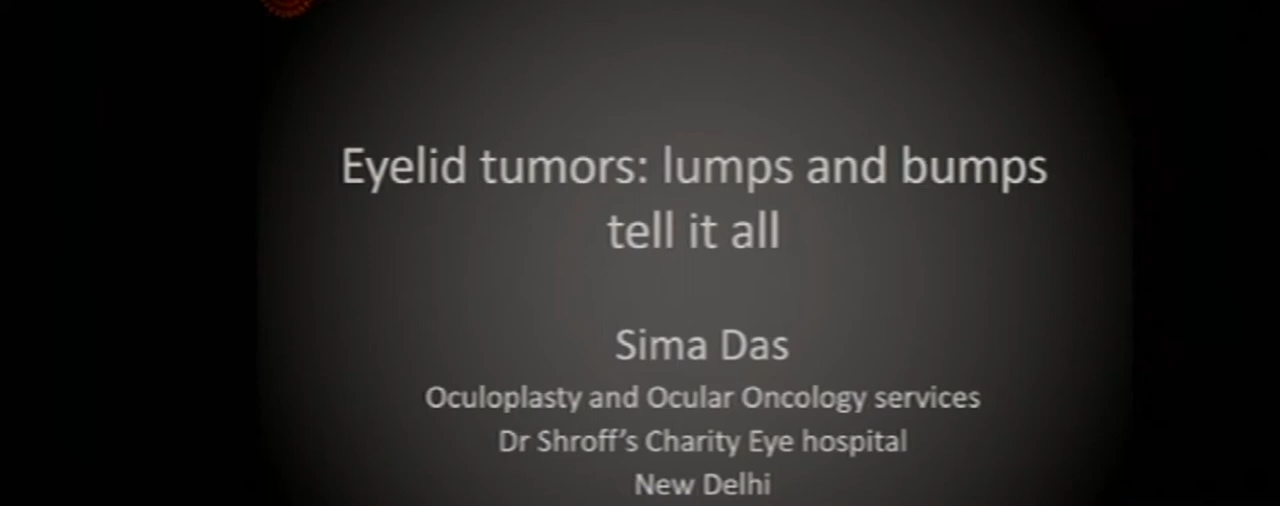 Eyelid tumors: lumps and bumps
tell it all
Sima Das
Oculoplasty and Ocular Oncology services
Dr Shroff’s Charity Eye hospital
New Delhi